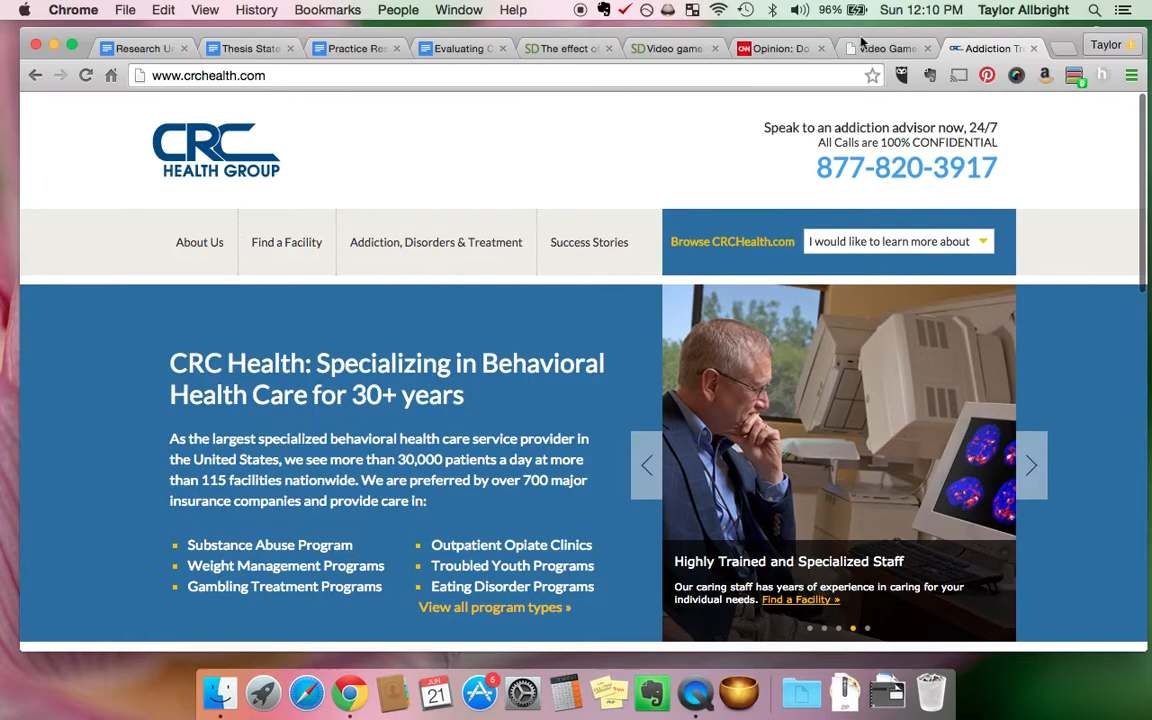 Chrome File Edit View History Bookmarks People Window Help 96% Sun 12:10 PM Taylor Allbright
Research U Thesis State Practice Res Evaluating C SD The effect of SD Video game CNN Opinion: Do Video Game CRC Addiction Tr Taylor
www.crchealth.com
CRC
HEALTH GROUP
Speak to an addiction advisor now, 24/7
All Calls are 100% CONFIDENTIAL
877-820-3917
About Us Find a Facility Addiction, Disorders & Treatment Success Stories Browse CRCHealth.com I would like to learn more about
CRC Health: Specializing in Behavioral
Health Care for 30+ years
As the largest specialized behavioral health care service provider in
the United States, we see more than 30,000 patients a day at more
than 115 facilities nationwide. We are preferred by over 700 major
insurance companies and provide care in:
Substance Abuse Program
Weight Management Programs
Gambling Treatment Programs
Outpatient Opiate Clinics
Troubled Youth Programs
Eating Disorder Programs
View all program types »
Highly Trained and Specialized Staff
Our caring staff has years of experience in caring for your
individual needs. Find a Facility »
JUN
21
5
ZIP